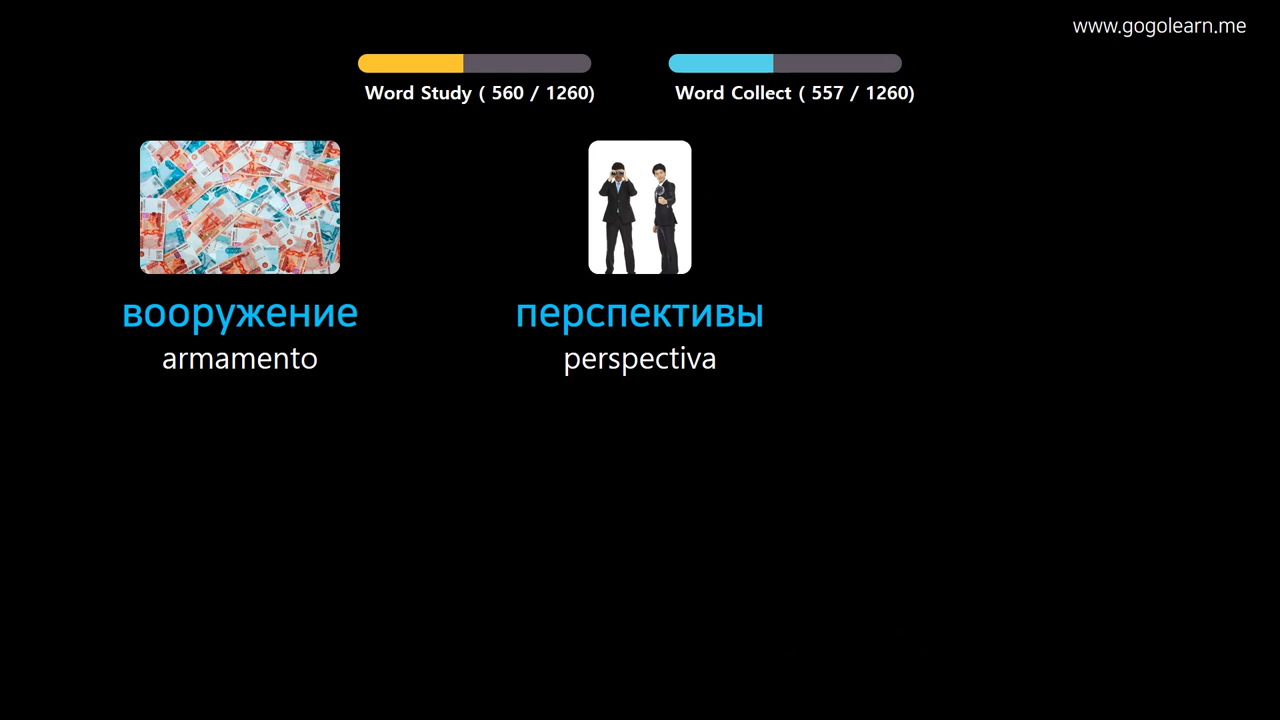 www.gogolearn.me
Word Study ( 560 / 1260)
Word Collect ( 557 / 1260)
вооружение
armamento
перспективы
perspectiva